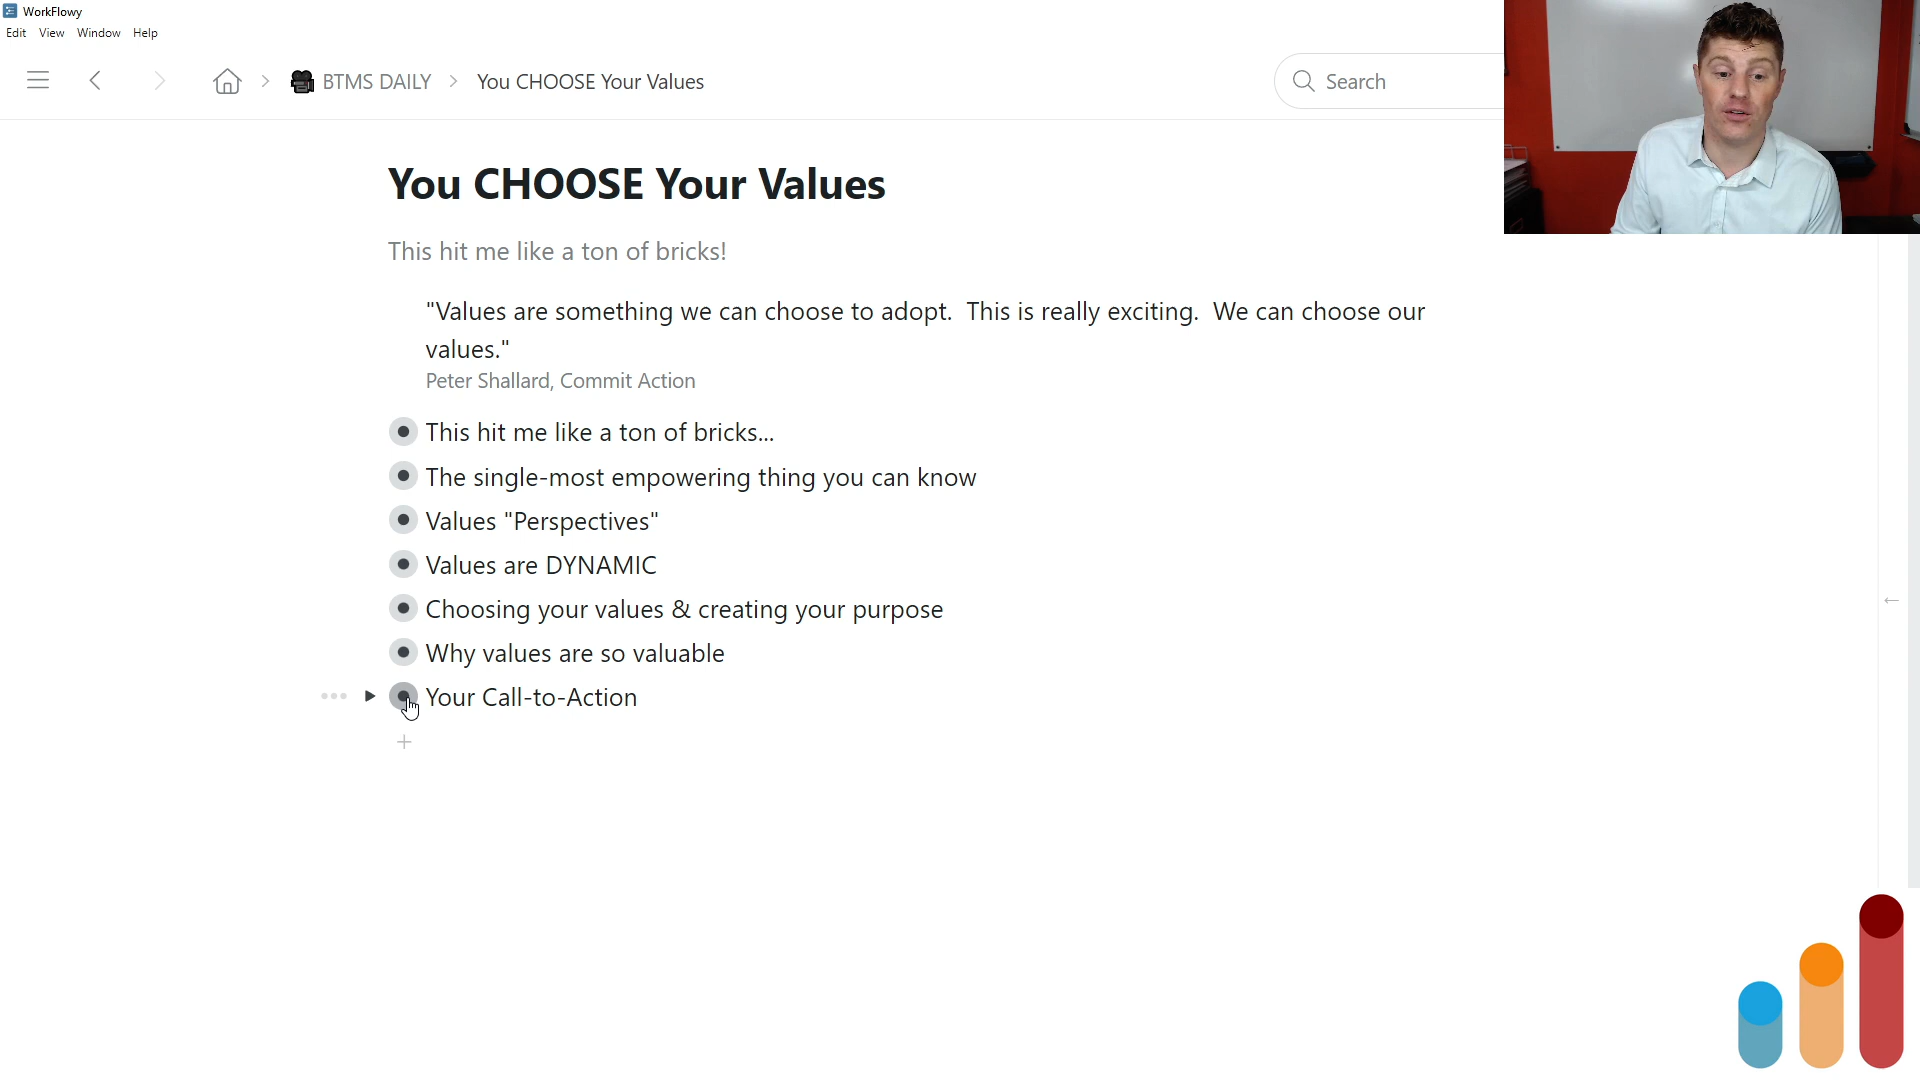 WorkFlowy
Edit View Window Help
BTMS DAILY > You CHOOSE Your Values
Search
You CHOOSE Your Values
This hit me like a ton of bricks!
"Values are something we can choose to adopt.  This is really exciting.  We can choose our
values."
Peter Shallard, Commit Action
This hit me like a ton of bricks...
The single-most empowering thing you can know
Values "Perspectives"
Values are DYNAMIC
Choosing your values & creating your purpose
Why values are so valuable
Your Call-to-Action